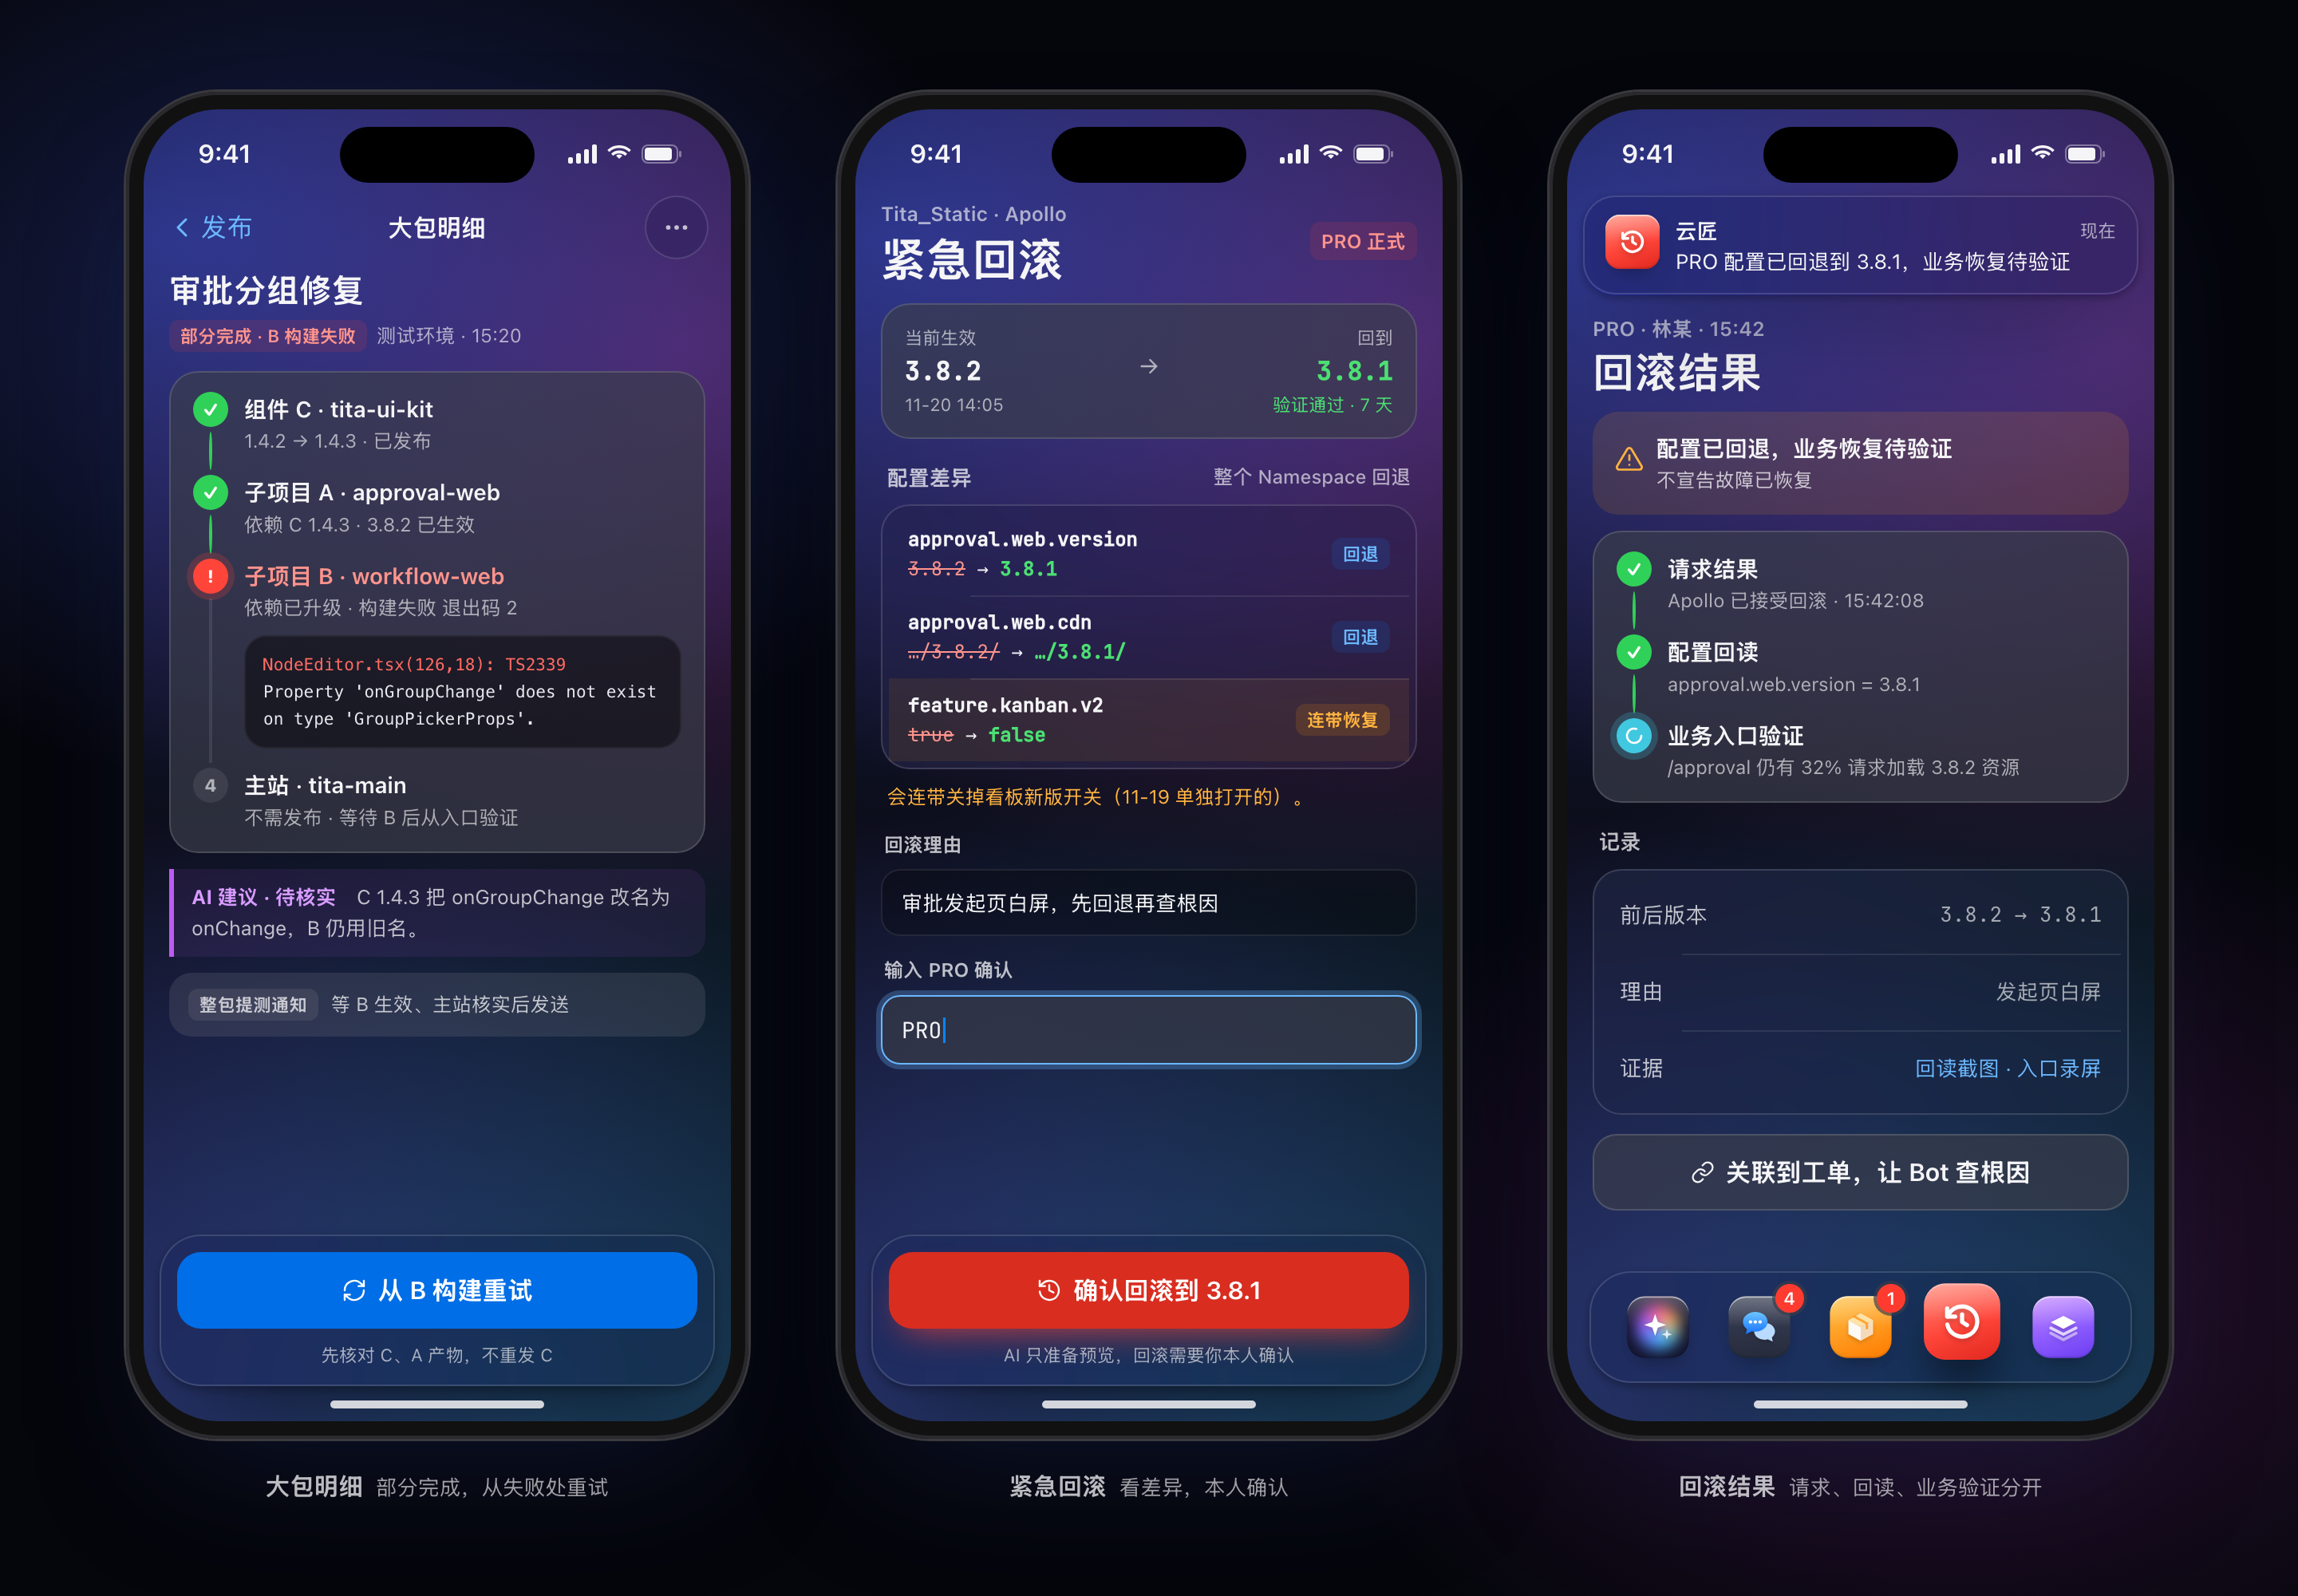 9:41
发布
大包明细
审批分组修复
部分完成 · B 构建失败 测试环境 · 15:20
组件 C · tita-ui-kit
1.4.2 → 1.4.3 · 已发布
子项目 A · approval-web
依赖 C 1.4.3 · 3.8.2 已生效
!
子项目 B · workflow-web
依赖已升级 · 构建失败 退出码 2
NodeEditor.tsx(126,18): TS2339
Property 'onGroupChange' does not exist
on type 'GroupPickerProps'.
4
主站 · tita-main
不需发布 · 等待 B 后从入口验证
AI 建议 · 待核实 C 1.4.3 把 onGroupChange 改名为
onChange，B 仍用旧名。
整包提测通知 等 B 生效、主站核实后发送
从 B 构建重试
先核对 C、A 产物，不重发 C
大包明细 部分完成，从失败处重试
9:41
Tita_Static · Apollo
紧急回滚
PRO 正式
当前生效 回到
3.8.2 → 3.8.1
11-20 14:05 验证通过 · 7 天
配置差异 整个 Namespace 回退
approval.web.version
3.8.2 → 3.8.1
回退
approval.web.cdn
…/3.8.2/ → …/3.8.1/
回退
feature.kanban.v2
true → false
连带恢复
会连带关掉看板新版开关（11-19 单独打开的）。
回滚理由
审批发起页白屏，先回退再查根因
输入 PRO 确认
PRO
确认回滚到 3.8.1
AI 只准备预览，回滚需要你本人确认
紧急回滚 看差异，本人确认
9:41
云匠 现在
PRO 配置已回退到 3.8.1，业务恢复待验证
PRO · 林某 · 15:42
回滚结果
配置已回退，业务恢复待验证
不宣告故障已恢复
请求结果
Apollo 已接受回滚 · 15:42:08
配置回读
approval.web.version = 3.8.1
业务入口验证
/approval 仍有 32% 请求加载 3.8.2 资源
记录
前后版本 3.8.2 → 3.8.1
理由 发起页白屏
证据 回读截图 · 入口录屏
关联到工单，让 Bot 查根因
4
1
回滚结果 请求、回读、业务验证分开